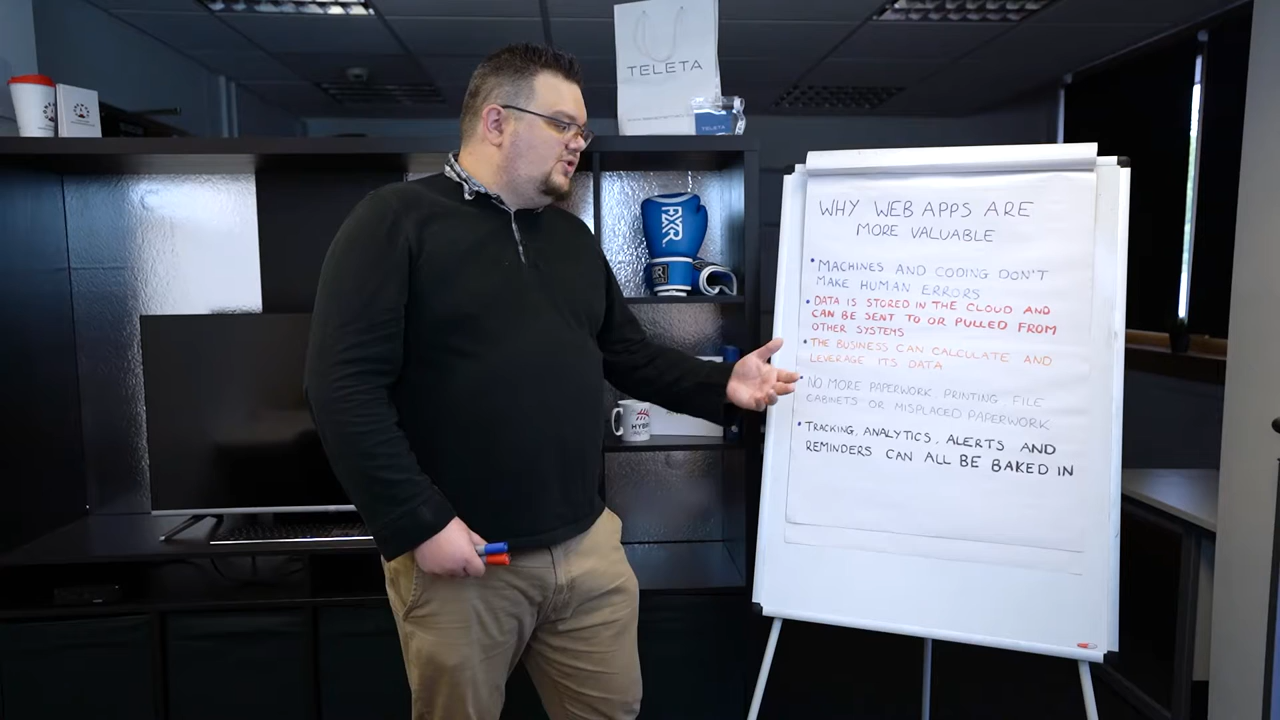 TELETA
TELETA
RXR
HYBR
WHY WEB APPS ARE
MORE VALUABLE
• MACHINES AND CODING DON'T
MAKE HUMAN ERRORS
• DATA IS STORED IN THE CLOUD AND
CAN BE SENT TO OR PULLED FROM
OTHER SYSTEMS
• THE BUSINESS CAN CALCULATE AND
LEVERAGE ITS DATA
• NO MORE PAPERWORK PRINTING FILE
CABINETS OR MISPLACED PAPERWORK
• TRACKING, ANALYTICS, ALERTS AND
REMINDERS CAN ALL BE BAKED IN